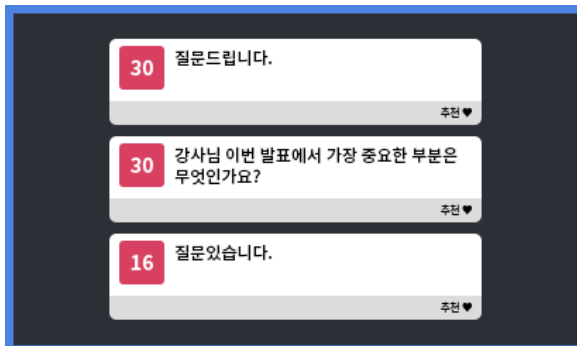 30
질문드립니다.
추천 ♥
30
강사님 이번 발표에서 가장 중요한 부분은
무엇인가요?
추천 ♥
16
질문있습니다.
추천 ♥